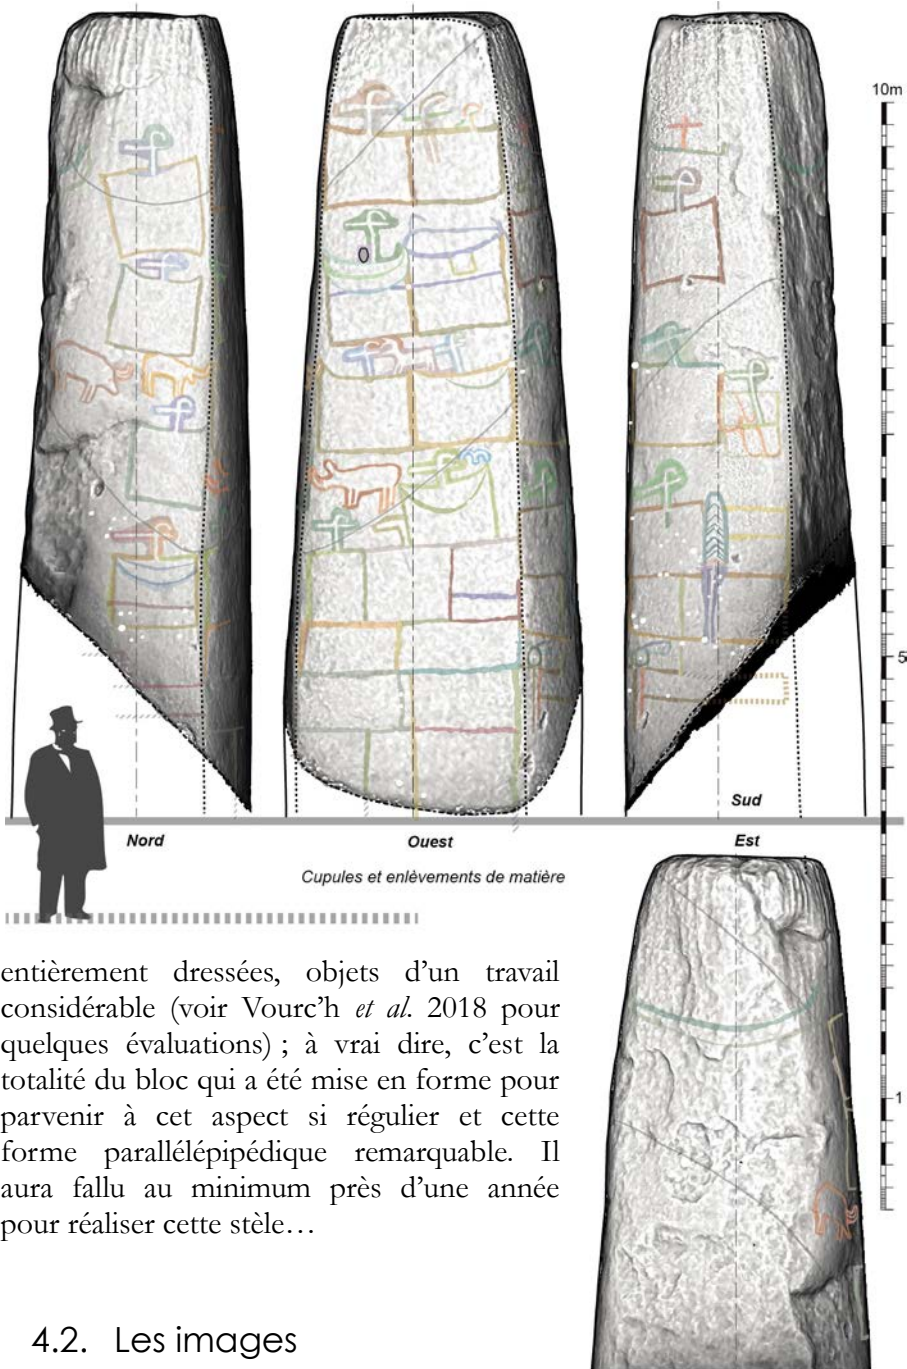 10m
5
Sud
Nord
Ouest
Est
Cupules et enlèvements de matière
entièrement dressées, objets d’un travail
considérable (voir Vourc’h et al. 2018 pour
quelques évaluations) ; à vrai dire, c’est la
totalité du bloc qui a été mise en forme pour
parvenir à cet aspect si régulier et cette
forme parallélépipédique remarquable. Il
aura fallu au minimum près d’une année
pour réaliser cette stèle…
1
4.2. Les images